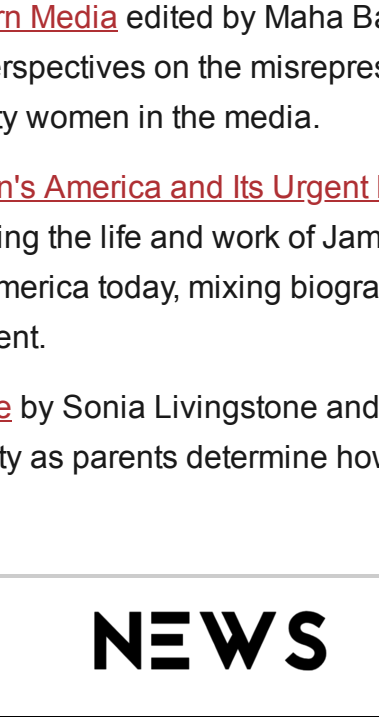 rn Media edited by Maha Ba
erspectives on the misrepres
ty women in the media.
n's America and Its Urgent
ing the life and work of Jam
merica today, mixing biogra
ent.
e by Sonia Livingstone and
ty as parents determine how
NEWS